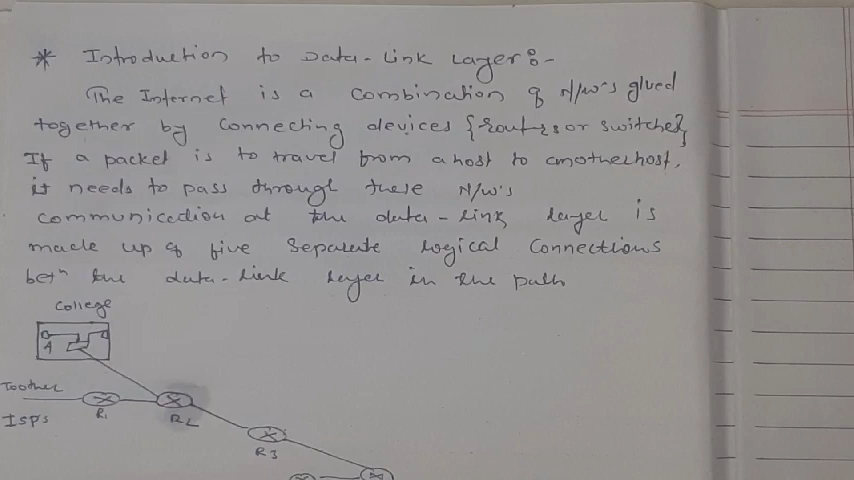 * Introduction to Data-Link Layer:-
The Internet is a combination of N/W's glued
together by connecting devices {routers or switches}
If a packet is to travel from a host to another host,
it needs to pass through these N/W's
communication at the data-link layer is
made up of five separate logical connections
betn the data-link layer in the path
College
A
To other
ISPs
R1
R2
R3